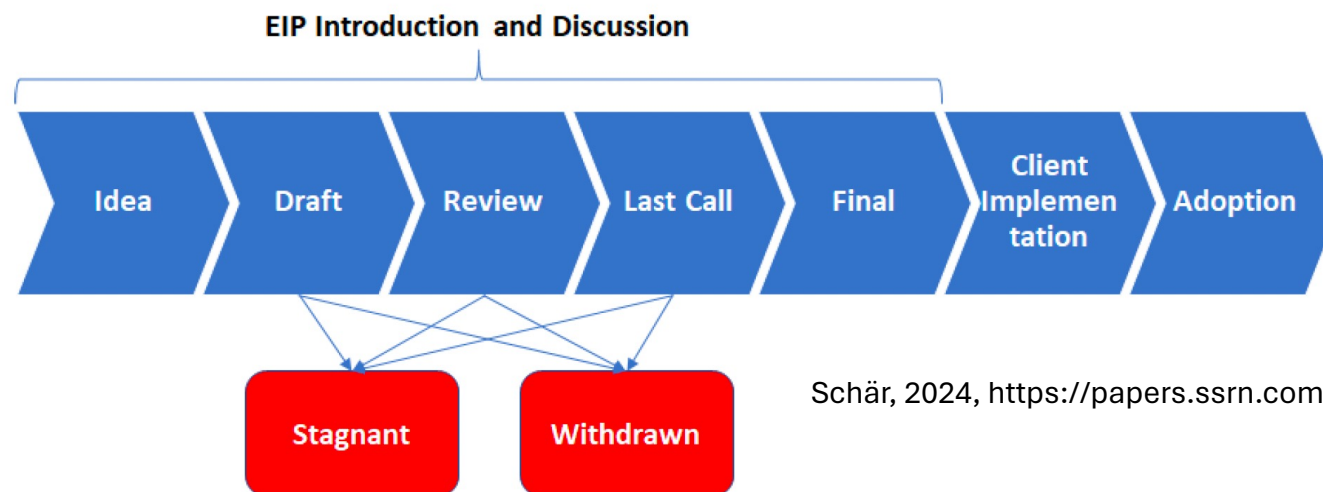 EIP Introduction and Discussion
Idea
Draft
Review
Last Call
Final
Client
Implemen
tation
Adoption
Stagnant
Withdrawn
Schär, 2024, https://papers.ssrn.com